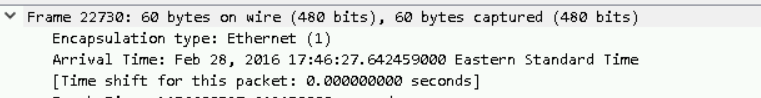 Frame 22730: 60 bytes on wire (480 bits), 60 bytes captured (480 bits)
Encapsulation type: Ethernet (1)
Arrival Time: Feb 28, 2016 17:46:27.642459000 Eastern Standard Time
[Time shift for this packet: 0.000000000 seconds]